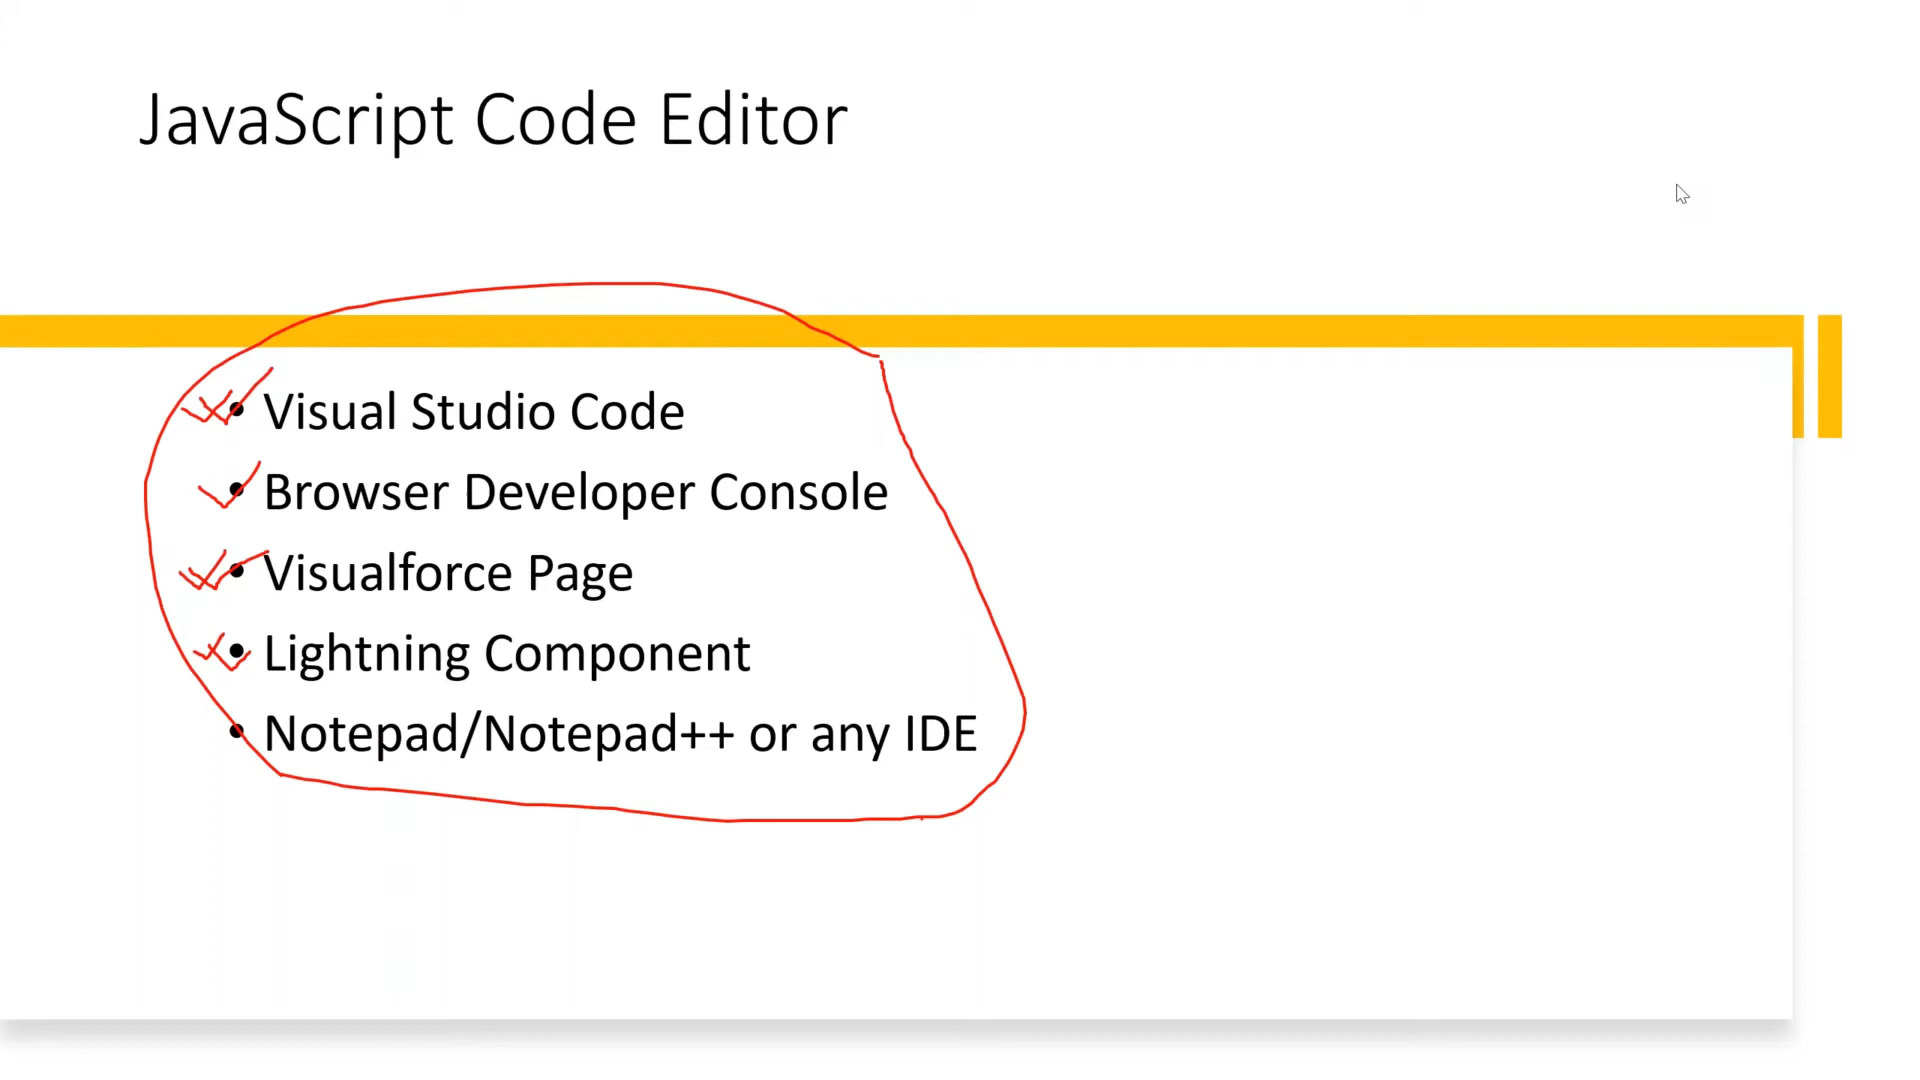 JavaScript Code Editor
• Visual Studio Code
• Browser Developer Console
• Visualforce Page
• Lightning Component
• Notepad/Notepad++ or any IDE